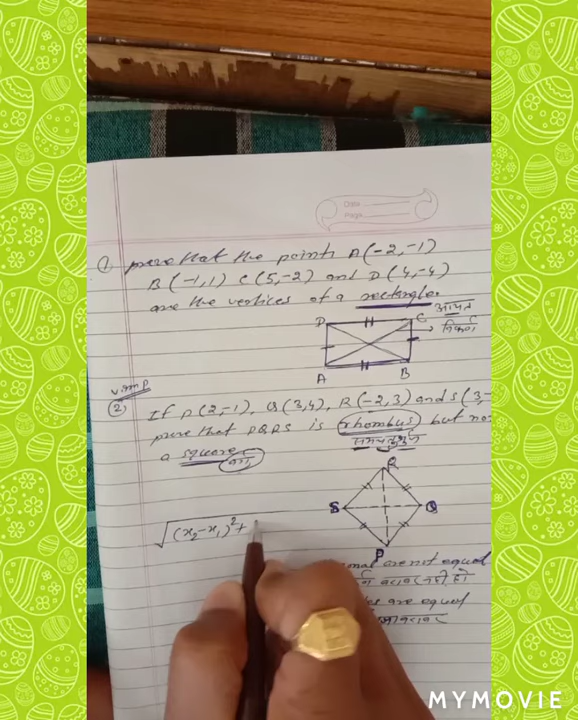 Date
Page
① prove that the points A(-2,-1)
B(-1,1) C(5,-2) and D(4,-4)
are the vertices of a rectangle.
आयत
D C
विकर्ण
A B
v.imp
② If P(2,-1), Q(3,4), R(-2,3) and S(3,-
prove that PQRS is rhombus but no
समचतुर्भुज
a square
वर्ग
R
S Q
√(x₂-x₁)²+
P
onal are not equal
are equal
MYMOVIE